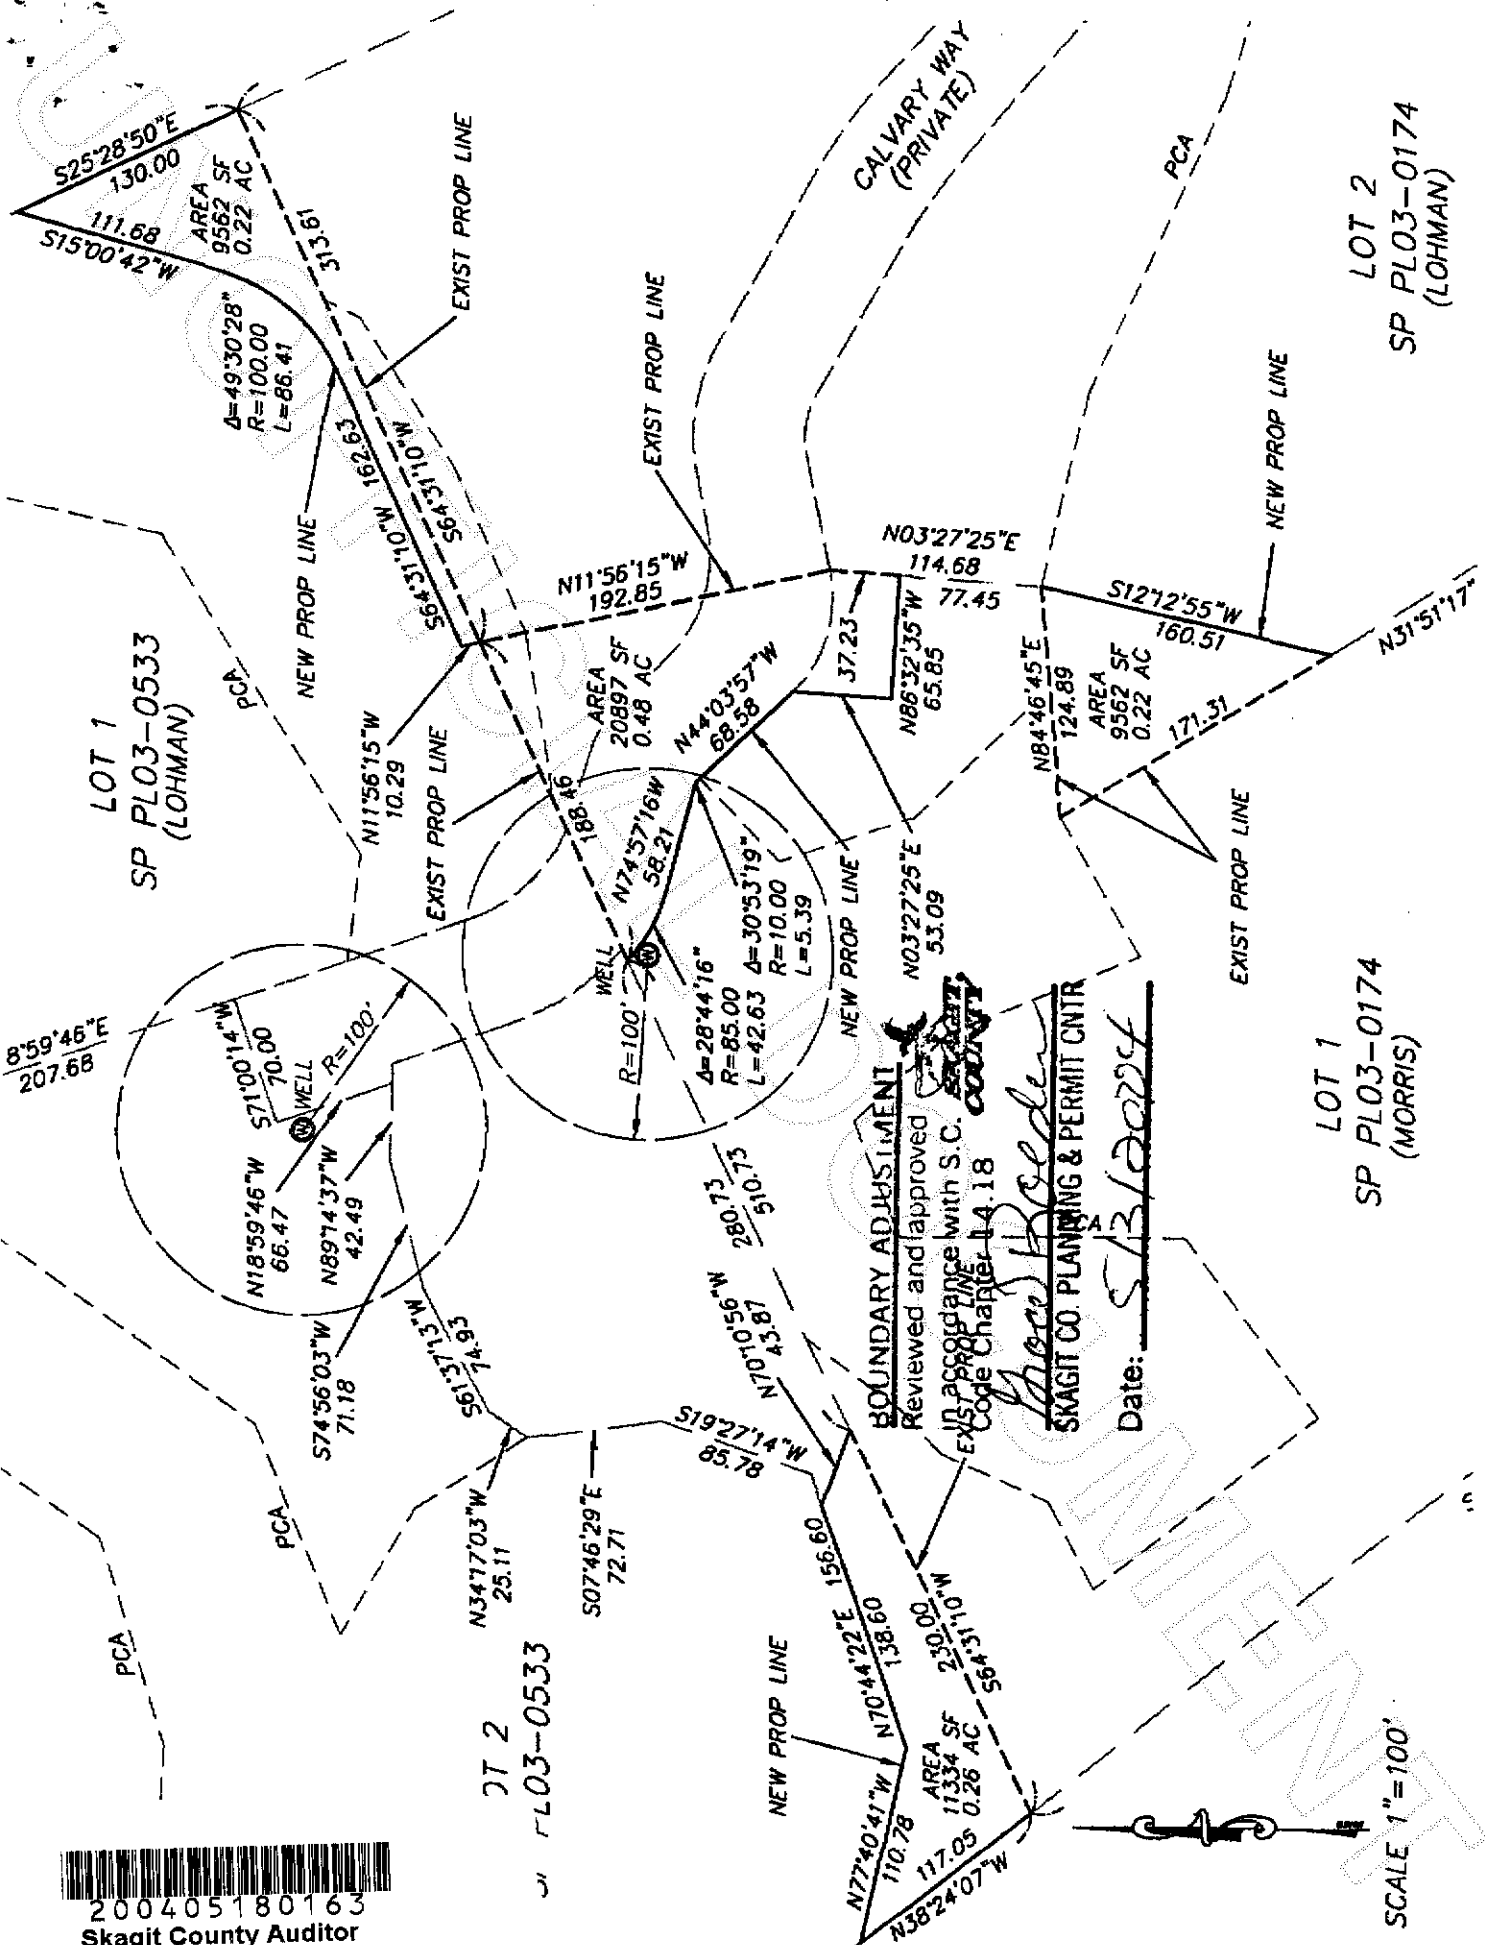 S25°28'50"E
130.00
111.68
S15°00'42"W
AREA
9562 SF
0.22 AC
313.61
EXIST PROP LINE
Δ=49°30'28"
R=100.00
L=86.41
162.63
S64°31'10"W
S64°31'10"W
NEW PROP LINE
LOT 1
SP PL03-0533
(LOHMAN)
PCA
CALVARY WAY
(PRIVATE)
PCA
LOT 2
SP PL03-0174
(LOHMAN)
EXIST PROP LINE
N11°56'15"W
192.85
N03°27'25"E
114.68
77.45
37.23
N86°32'35"W
65.85
S12°12'55"W
160.51
NEW PROP LINE
N31°51'17"
N84°46'45"E
124.89
AREA
9562 SF
0.22 AC
171.31
EXIST PROP LINE
N11°56'15"W
10.29
EXIST PROP LINE
AREA
20897 SF
0.48 AC
188.46
N44°03'57"W
68.58
N74°57'16W
58.21
WELL
W
R=100'
Δ=28°44'16"
R=85.00
L=42.63
Δ=30°53'19"
R=10.00
L=5.39
NEW PROP LINE
N03°27'25"E
53.09
8°59'46"E
207.68
S71°00'14"W
70.00
R=100'
WELL
W
N18°59'46"W
66.47
N89°14'37"W
42.49
S74°56'03"W
71.18
S61°37'13"W
74.93
N34°17'03"W
25.11
S07°46'29"E
72.71
S19°27'14"W
85.78
N70°10'56"W
43.87
280.73
510.73
PCA
PCA
156.60
N70°44'22"E
138.60
230.00
S64°31'10"W
AREA
11334 SF
0.26 AC
N77°40'41"W
110.78
117.05
N38°24'07"W
NEW PROP LINE
EXIST PROP LINE
OT 2
PL03-0533
BOUNDARY ADJUSTMENT
Reviewed and approved
in accordance with S.C.
Code Chapter 14.18
SKAGIT
COUNTY
SKAGIT CO. PLANNING & PERMIT CNTR
Date:
LOT 1
SP PL03-0174
(MORRIS)
SCALE 1"=100'
200405180163
Skagit County Auditor
UNOFFICIAL DOCUMENT